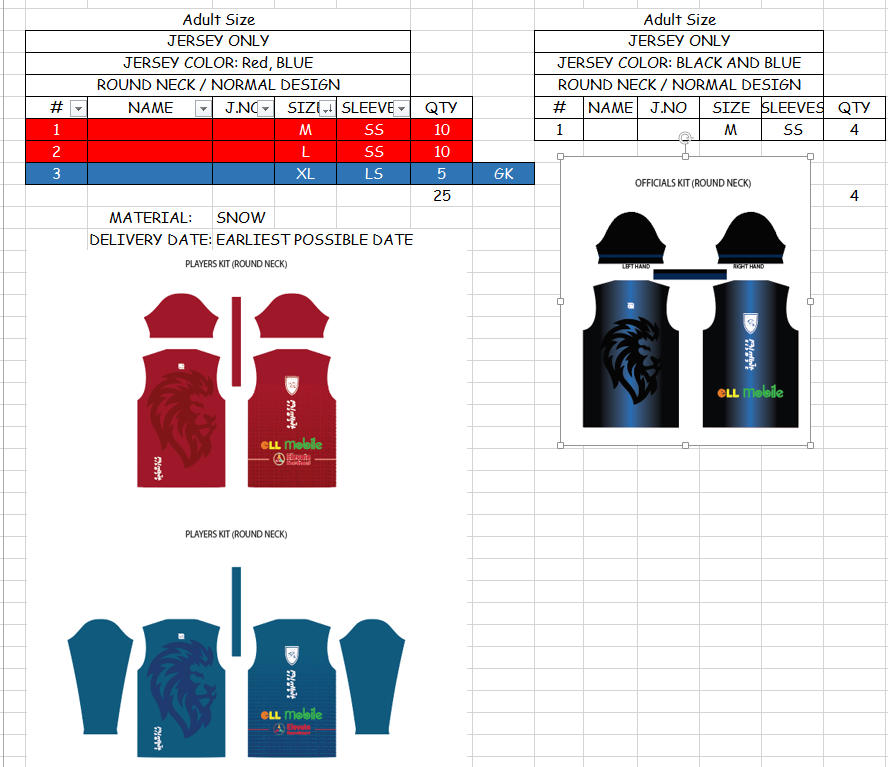 Adult Size
JERSEY ONLY
JERSEY COLOR: Red, BLUE
ROUND NECK / NORMAL DESIGN
# NAME J.NO SIZE SLEEVE QTY
1 M SS 10
2 L SS 10
3 XL LS 5 GK
25
MATERIAL: SNOW
DELIVERY DATE: EARLIEST POSSIBLE DATE
PLAYERS KIT (ROUND NECK)
eLL mobile
Elevate
PLAYERS KIT (ROUND NECK)
eLL mobile
Elevate
Adult Size
JERSEY ONLY
JERSEY COLOR: BLACK AND BLUE
ROUND NECK / NORMAL DESIGN
# NAME J.NO SIZE SLEEVES QTY
1 M SS 4
4
OFFICIALS KIT (ROUND NECK)
LEFT HAND RIGHT HAND
eLL mobile